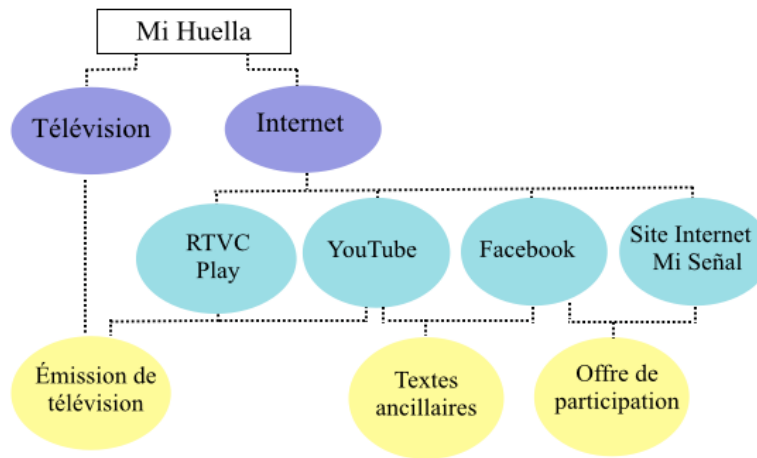 Mi Huella
Télévision
Internet
RTVC
Play
YouTube
Facebook
Site Internet
Mi Señal
Émission de
télévision
Textes
ancillaires
Offre de
participation